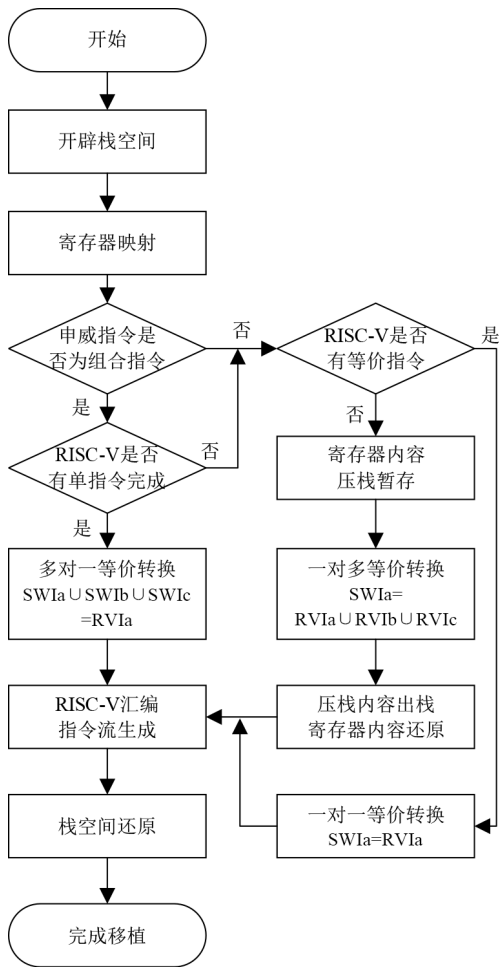 开始
开辟栈空间
寄存器映射
申威指令是
否为组合指令
否
RISC-V是否
有等价指令
是
是
否
RISC-V是否
有单指令完成
否
寄存器内容
压栈暂存
是
多对一等价转换
SWIa∪SWIb∪SWIc
=RVIa
一对多等价转换
SWIa=
RVIa∪RVIb∪RVIc
RISC-V汇编
指令流生成
压栈内容出栈
寄存器内容还原
栈空间还原
一对一等价转换
SWIa=RVIa
完成移植